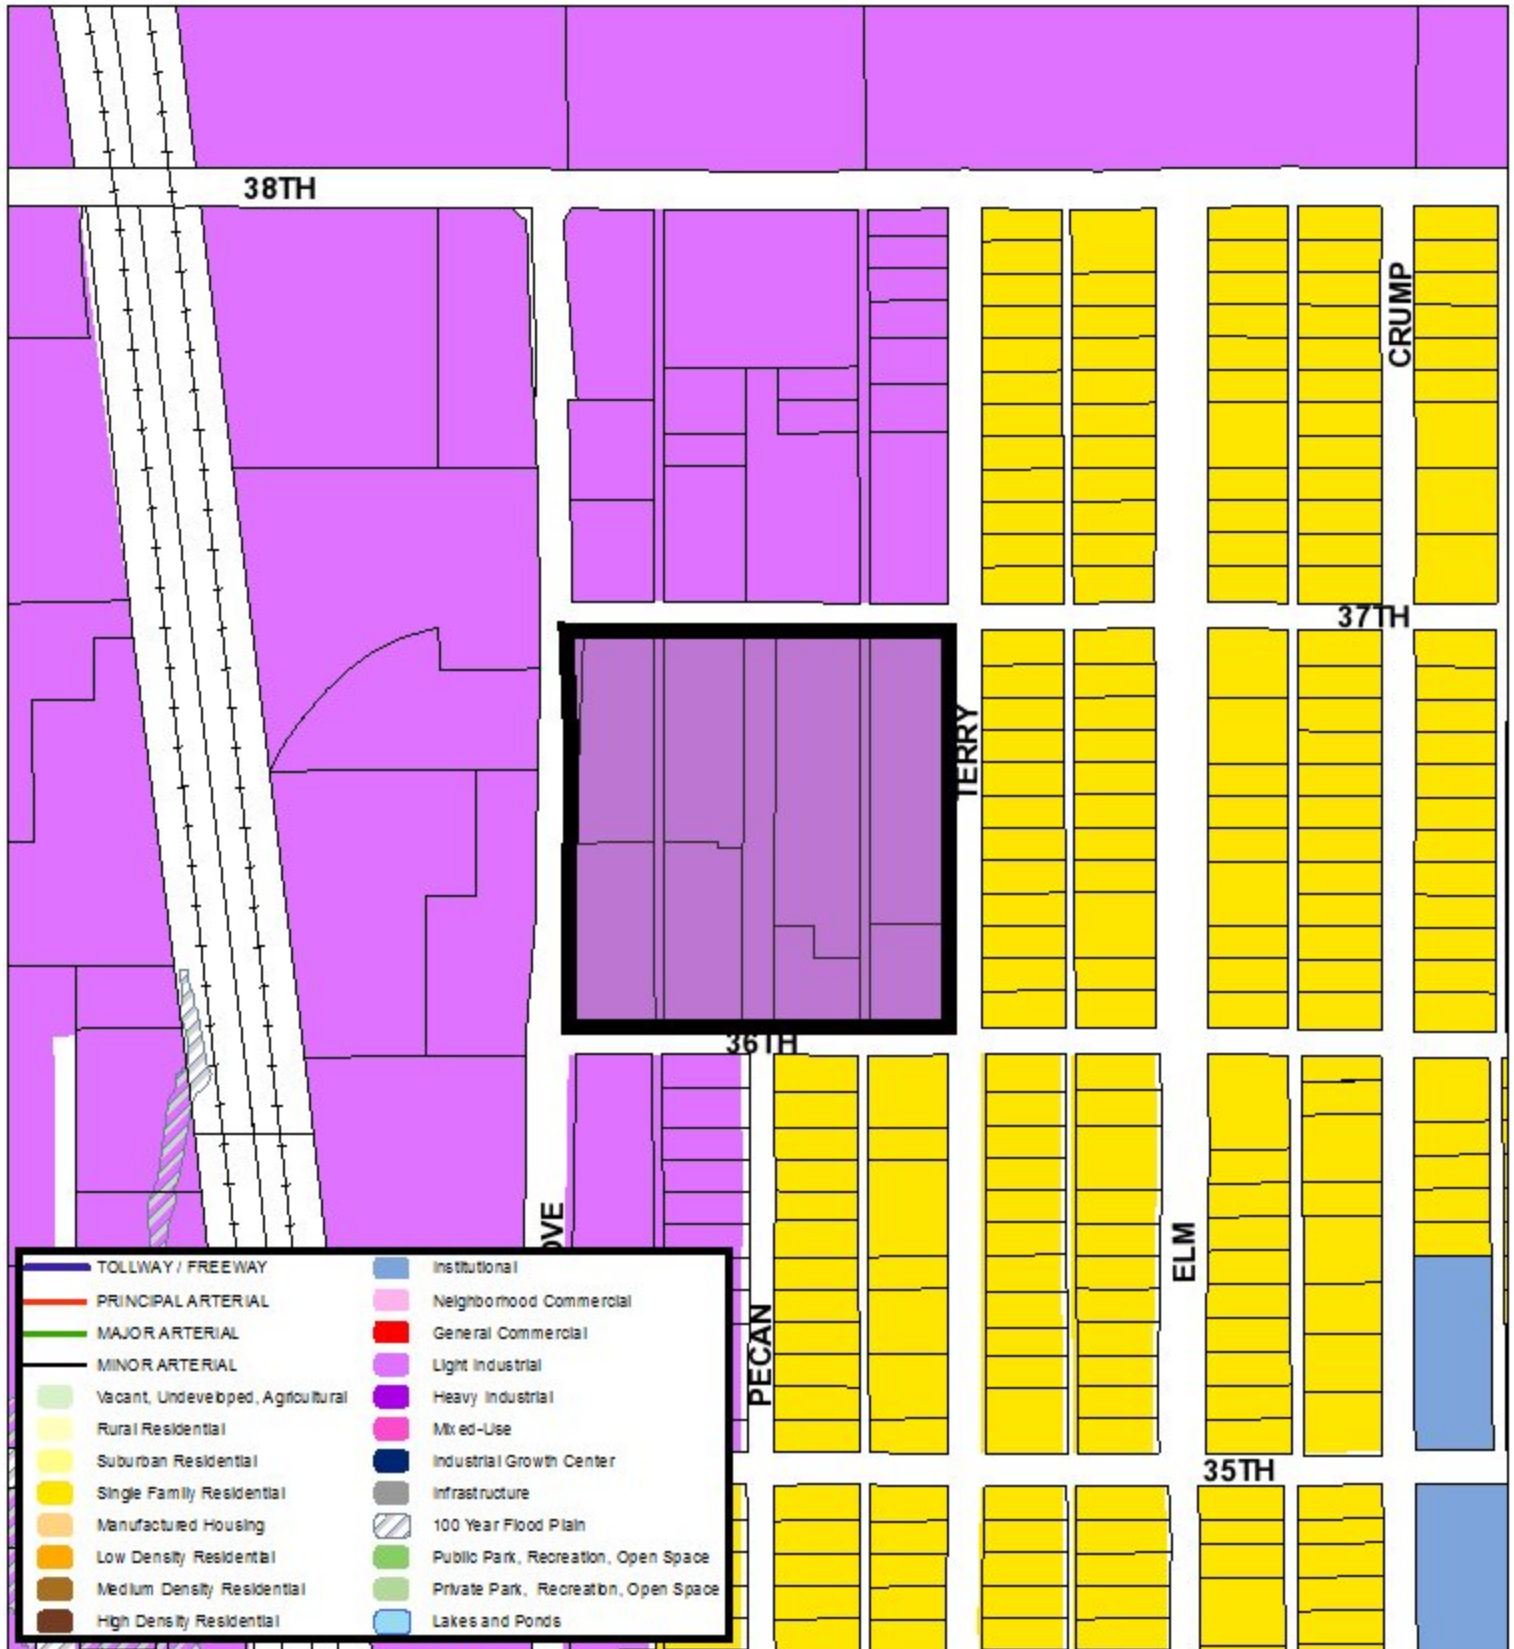 38TH
CRUMP
37TH
TERRY
36TH
OVE
ELM
PECAN
35TH
TOLLWAY / FREEWAY
PRINCIPAL ARTERIAL
MAJOR ARTERIAL
MINOR ARTERIAL
Vacant, Undeveloped, Agricultural
Rural Residential
Suburban Residential
Single Family Residential
Manufactured Housing
Low Density Residential
Medium Density Residential
High Density Residential
Institutional
Neighborhood Commercial
General Commercial
Light Industrial
Heavy Industrial
Mixed-Use
Industrial Growth Center
Infrastructure
100 Year Flood Plain
Public Park, Recreation, Open Space
Private Park, Recreation, Open Space
Lakes and Ponds